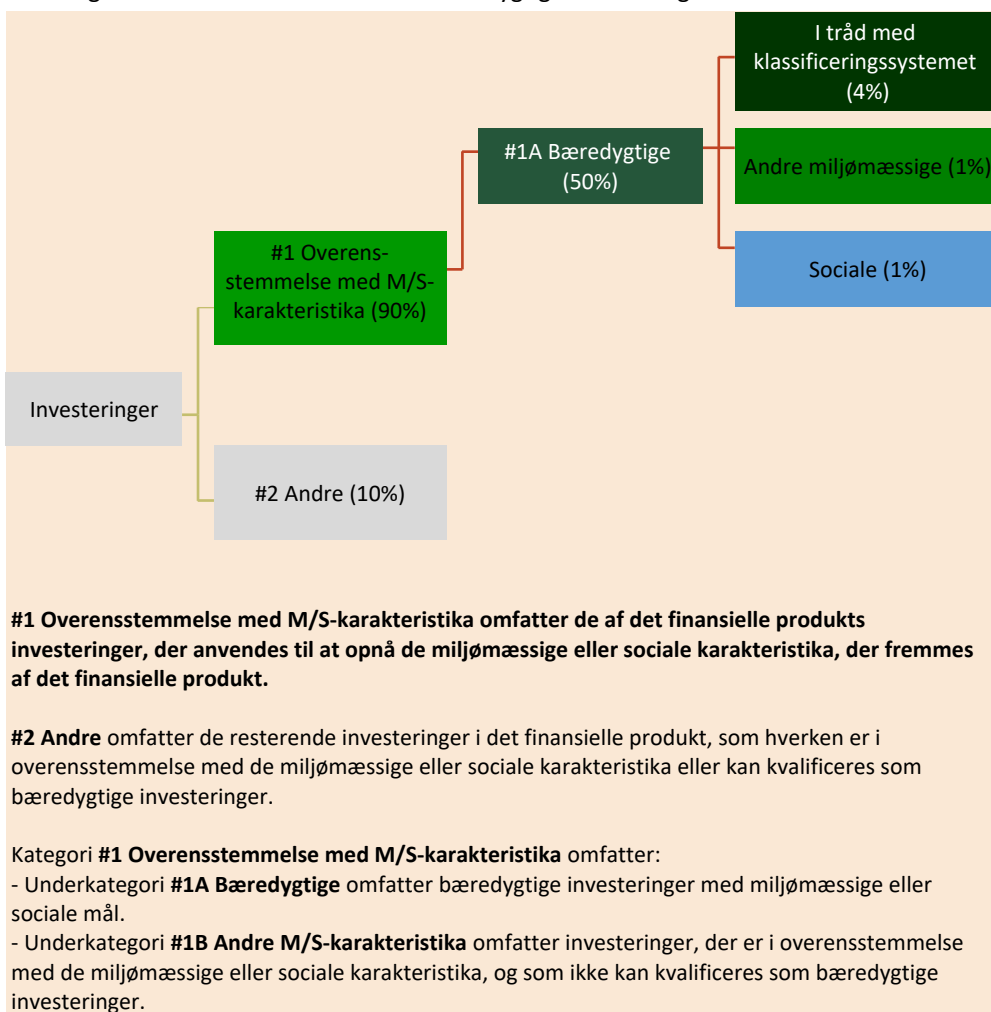 I tråd med
klassificeringssystemet
(4%)
#1A Bæredygtige
(50%)
Andre miljømæssige (1%)
Sociale (1%)
#1 Overens-
stemmelse med M/S-
karakteristika (90%)
Investeringer
#2 Andre (10%)
#1 Overensstemmelse med M/S-karakteristika omfatter de af det finansielle produkts
investeringer, der anvendes til at opnå de miljømæssige eller sociale karakteristika, der fremmes
af det finansielle produkt.
#2 Andre omfatter de resterende investeringer i det finansielle produkt, som hverken er i
overensstemmelse med de miljømæssige eller sociale karakteristika eller kan kvalificeres som
bæredygtige investeringer.
Kategori #1 Overensstemmelse med M/S-karakteristika omfatter:
- Underkategori #1A Bæredygtige omfatter bæredygtige investeringer med miljømæssige eller
sociale mål.
- Underkategori #1B Andre M/S-karakteristika omfatter investeringer, der er i overensstemmelse
med de miljømæssige eller sociale karakteristika, og som ikke kan kvalificeres som bæredygtige
investeringer.